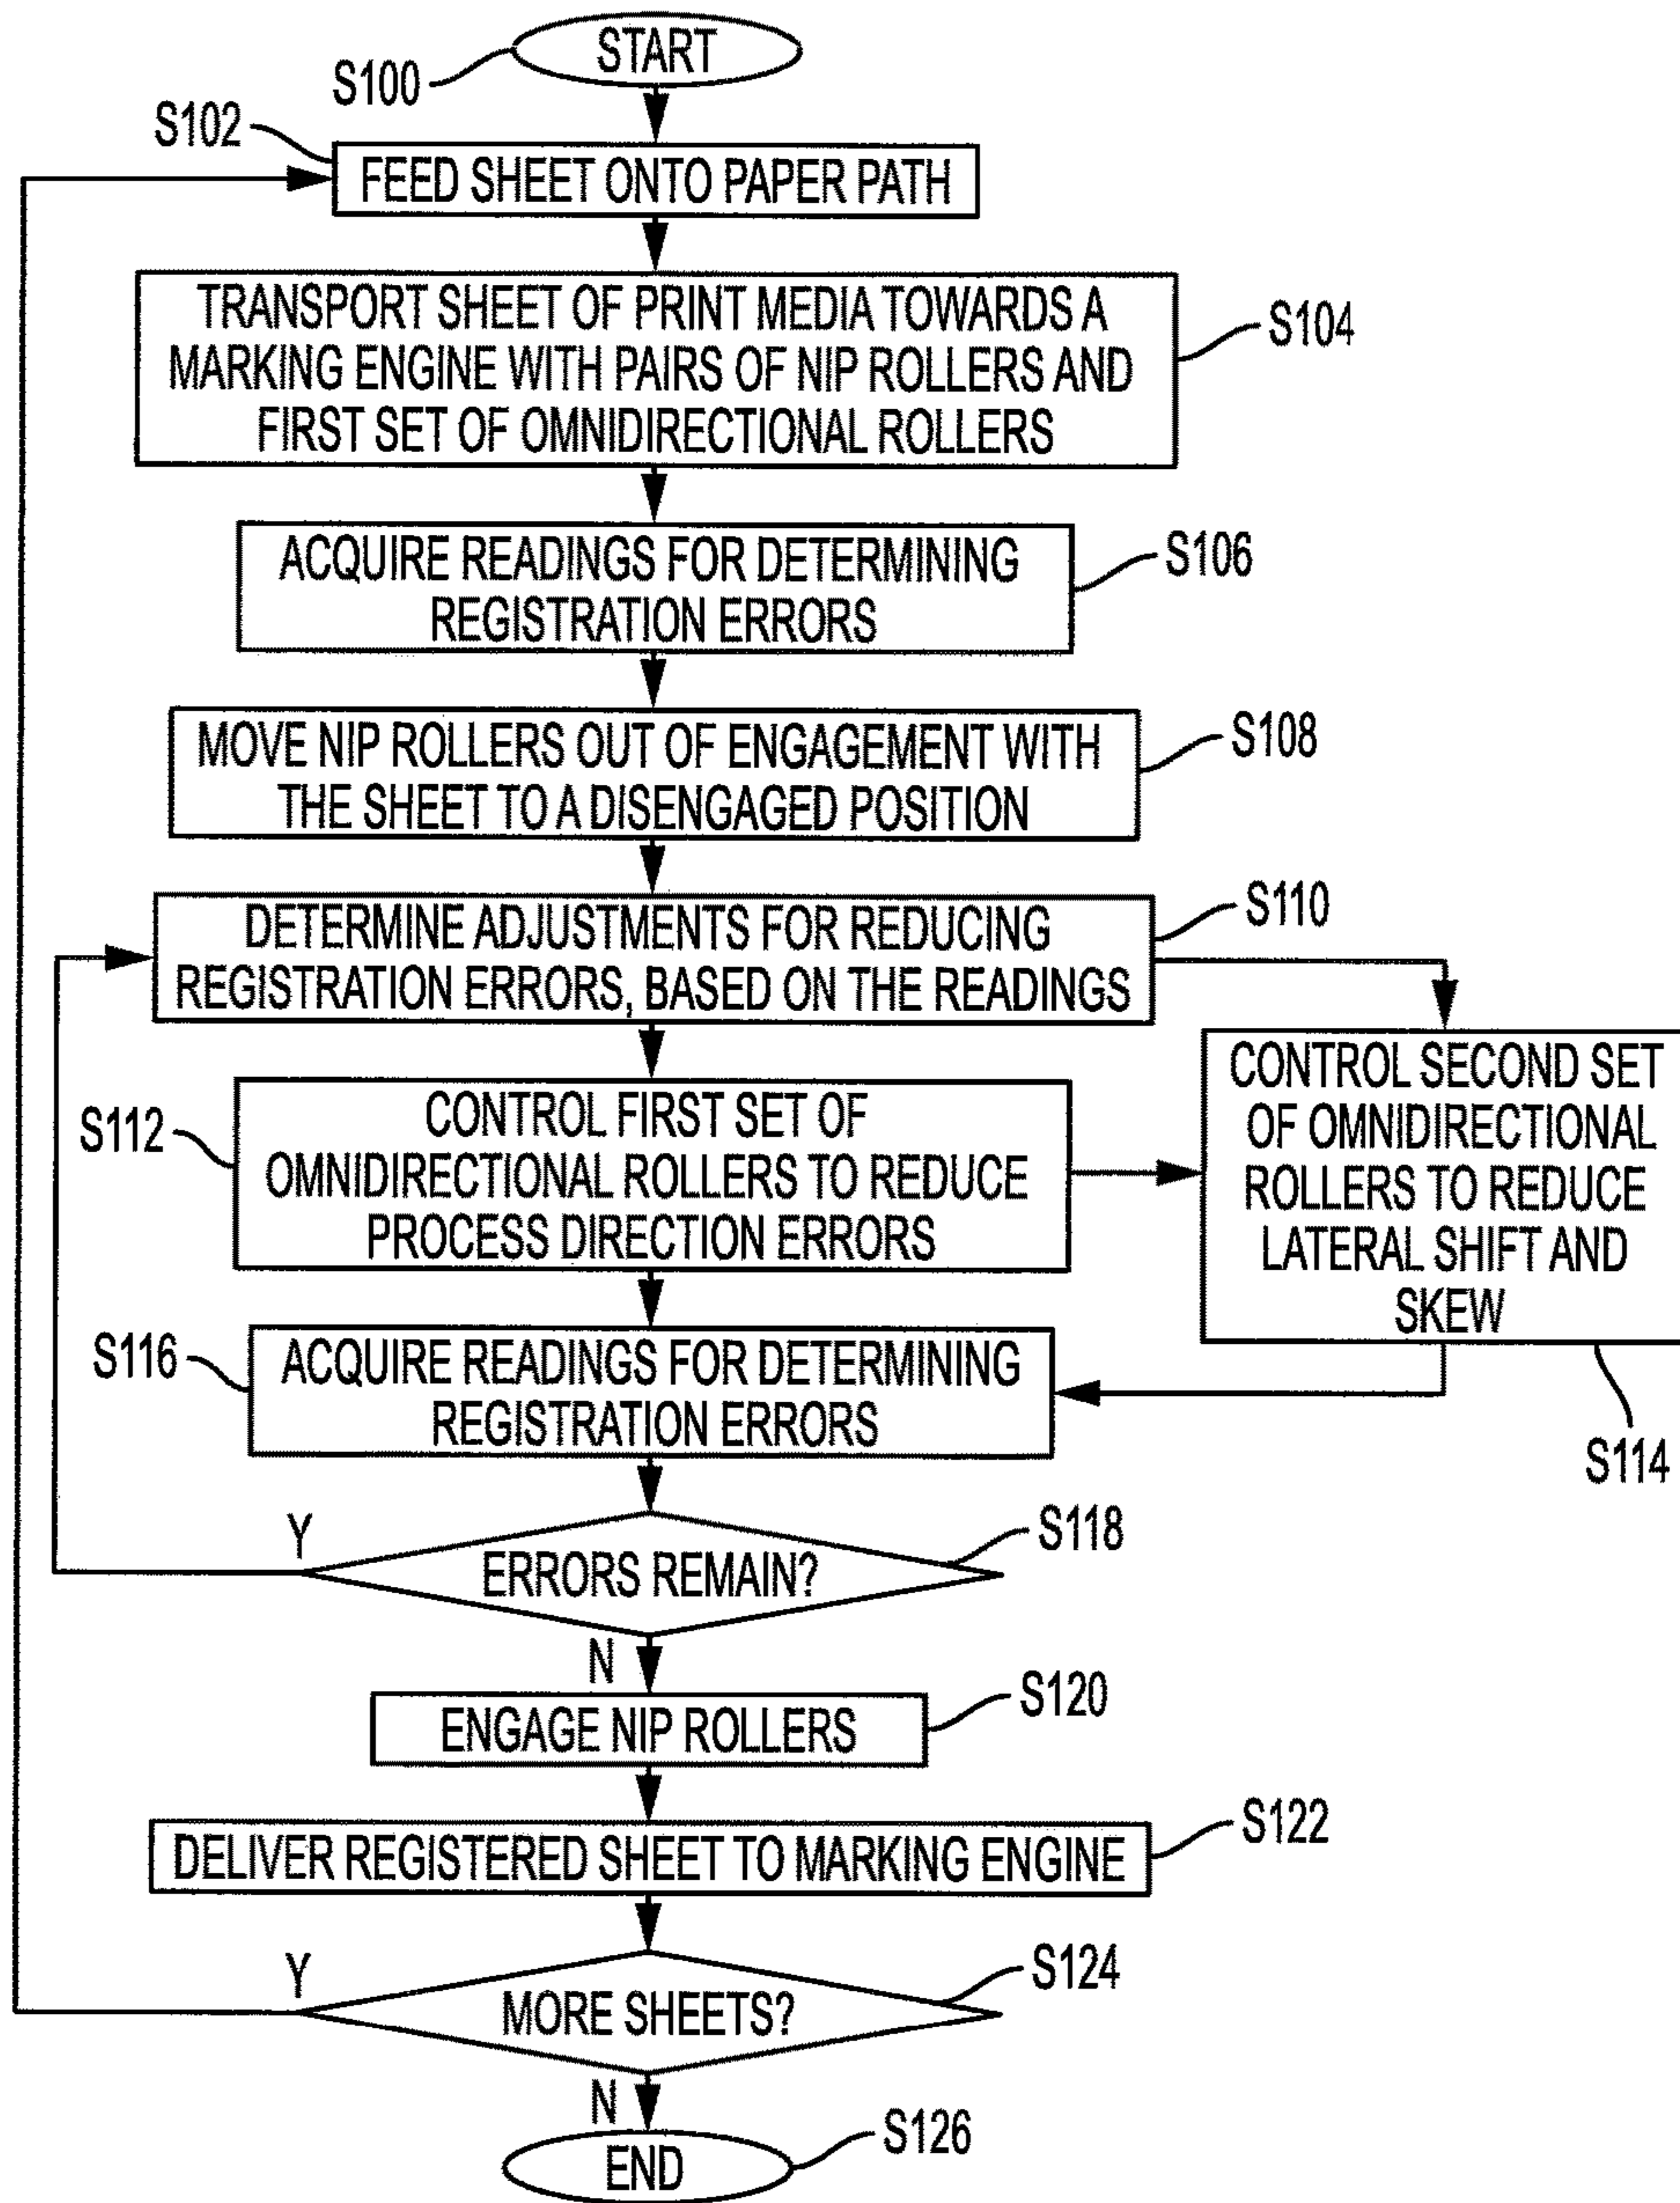 START
S100
S102
FEED SHEET ONTO PAPER PATH
TRANSPORT SHEET OF PRINT MEDIA TOWARDS A
MARKING ENGINE WITH PAIRS OF NIP ROLLERS AND
FIRST SET OF OMNIDIRECTIONAL ROLLERS
S104
ACQUIRE READINGS FOR DETERMINING
REGISTRATION ERRORS
S106
MOVE NIP ROLLERS OUT OF ENGAGEMENT WITH
THE SHEET TO A DISENGAGED POSITION
S108
DETERMINE ADJUSTMENTS FOR REDUCING
REGISTRATION ERRORS, BASED ON THE READINGS
S110
S112
CONTROL FIRST SET OF
OMNIDIRECTIONAL ROLLERS TO REDUCE
PROCESS DIRECTION ERRORS
CONTROL SECOND SET
OF OMNIDIRECTIONAL
ROLLERS TO REDUCE
LATERAL SHIFT AND
SKEW
S114
S116
ACQUIRE READINGS FOR DETERMINING
REGISTRATION ERRORS
Y
ERRORS REMAIN?
S118
N
ENGAGE NIP ROLLERS
S120
DELIVER REGISTERED SHEET TO MARKING ENGINE
S122
Y
MORE SHEETS?
S124
N
END
S126